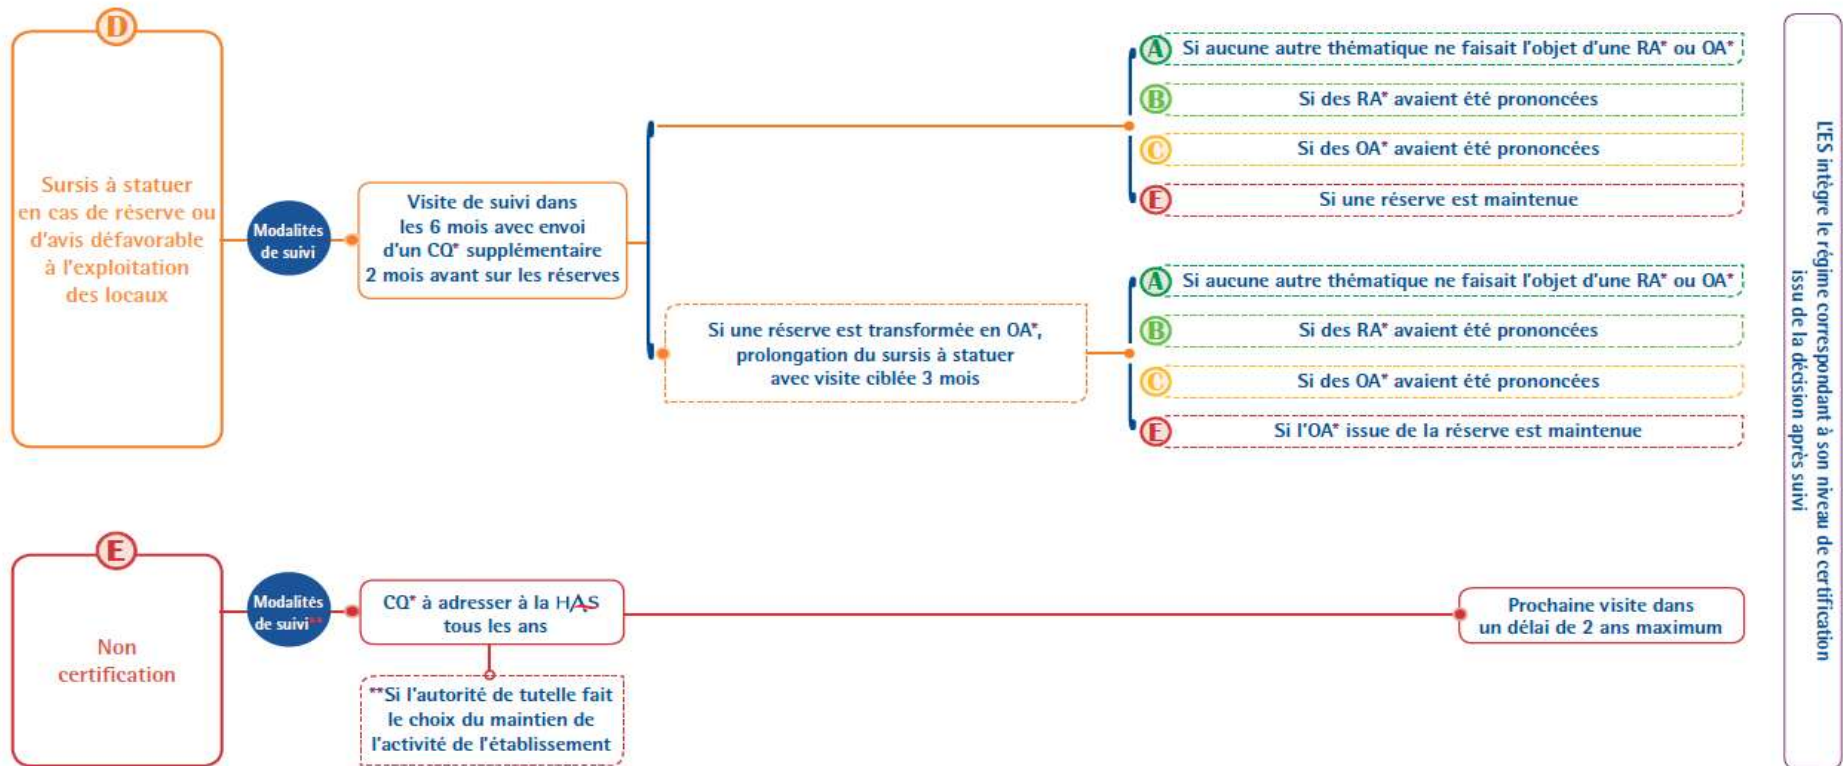 D
Sursis à statuer
en cas de réserve ou
d'avis défavorable
à l'exploitation
des locaux
Modalités
de suivi
Visite de suivi dans
les 6 mois avec envoi
d'un CQ* supplémentaire
2 mois avant sur les réserves
A Si aucune autre thématique ne faisait l'objet d'une RA* ou OA*
B Si des RA* avaient été prononcées
C Si des OA* avaient été prononcées
E Si une réserve est maintenue
Si une réserve est transformée en OA*,
prolongation du sursis à statuer
avec visite ciblée 3 mois
A Si aucune autre thématique ne faisait l'objet d'une RA* ou OA*
B Si des RA* avaient été prononcées
C Si des OA* avaient été prononcées
E Si l'OA* issue de la réserve est maintenue
E
Non
certification
Modalités
de suivi**
CQ* à adresser à la HAS
tous les ans
**Si l'autorité de tutelle fait
le choix du maintien de
l'activité de l'établissement
Prochaine visite dans
un délai de 2 ans maximum
L'ES intègre le régime correspondant à son niveau de certification
issu de la décision après suivi